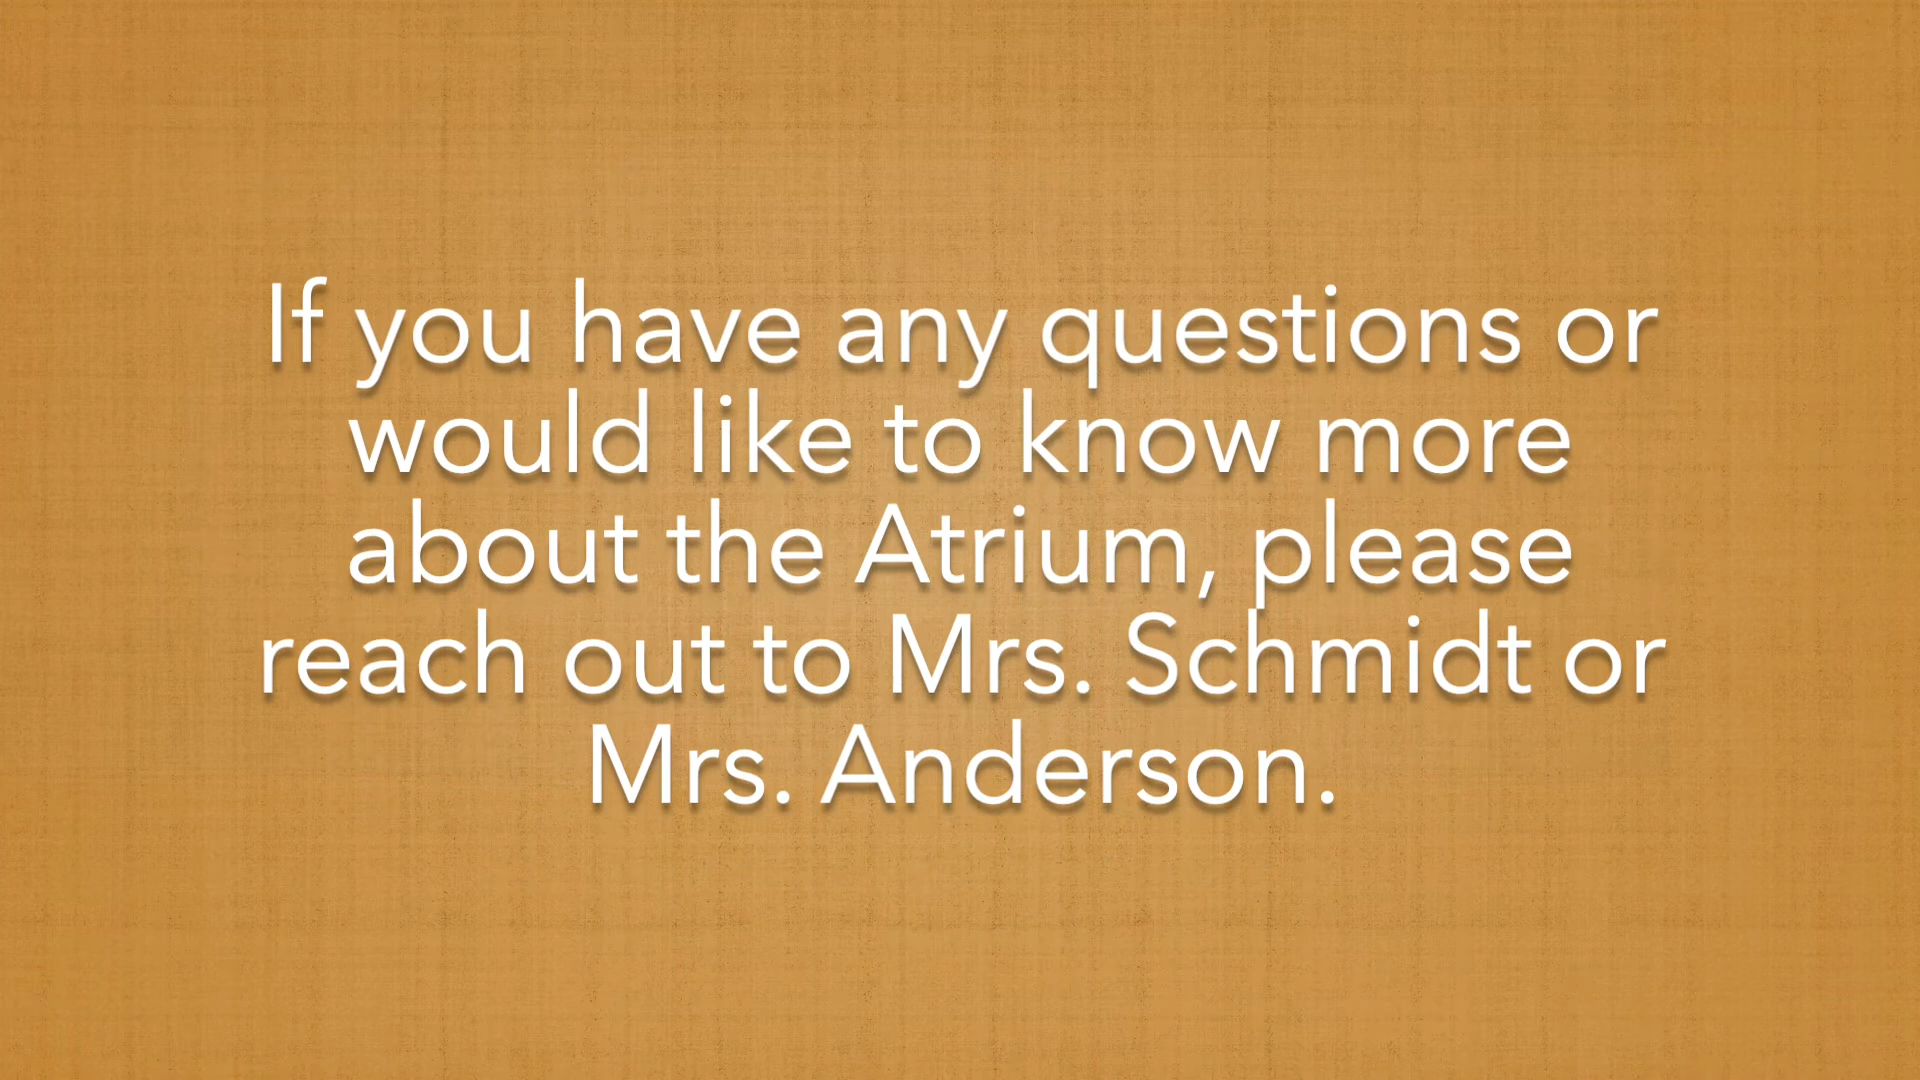 If you have any questions or
would like to know more
about the Atrium, please
reach out to Mrs. Schmidt or
Mrs. Anderson.